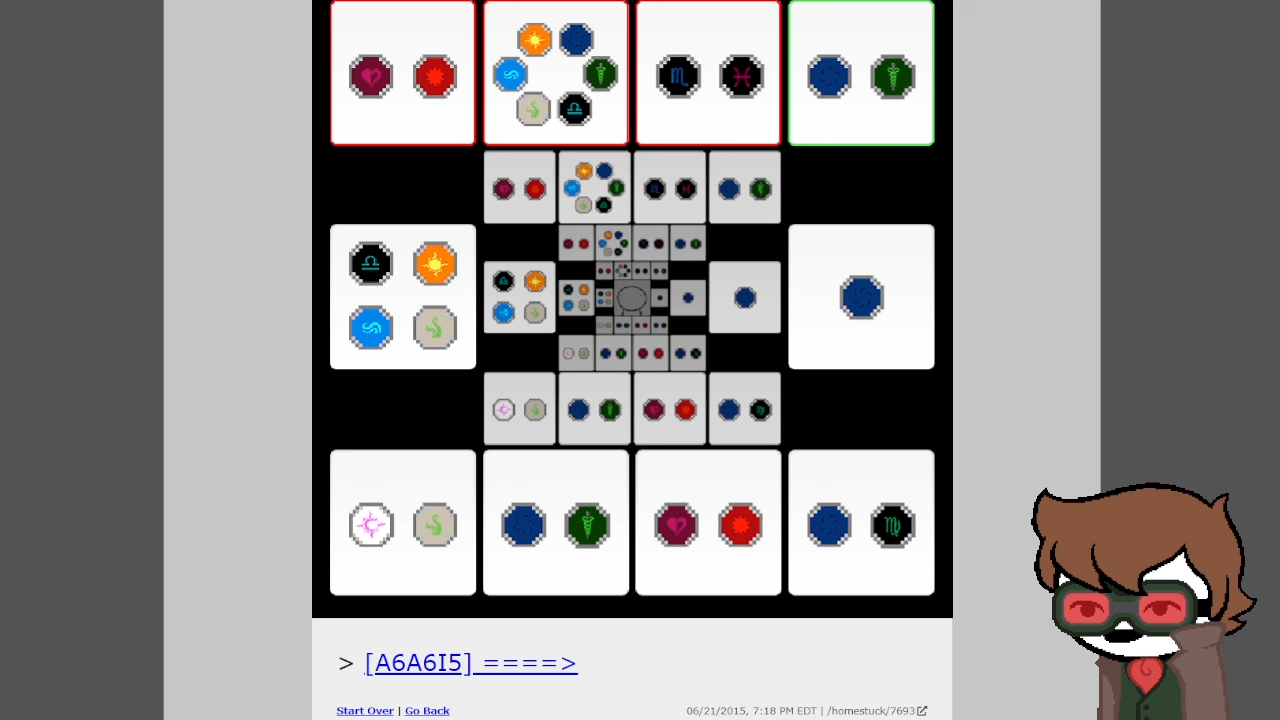 > [A6A6I5] ====>
Start Over | Go Back
06/21/2015, 7:18 PM EDT | /homestuck/7693